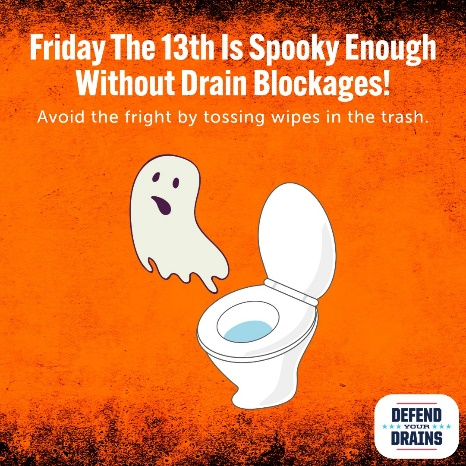 Friday The 13th Is Spooky Enough
Without Drain Blockages!
Avoid the fright by tossing wipes in the trash.
DEFEND
YOUR
DRAINS